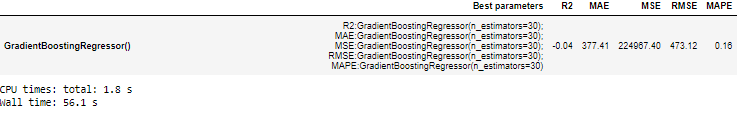 Best parameters R2 MAE MSE RMSE MAPE
R2:GradientBoostingRegressor(n_estimators=30);
MAE:GradientBoostingRegressor(n_estimators=30);
GradientBoostingRegressor() MSE:GradientBoostingRegressor(n_estimators=30); -0.04 377.41 224967.40 473.12 0.16
RMSE:GradientBoostingRegressor(n_estimators=30);
MAPE:GradientBoostingRegressor(n_estimators=30)
CPU times: total: 1.8 s
Wall time: 56.1 s